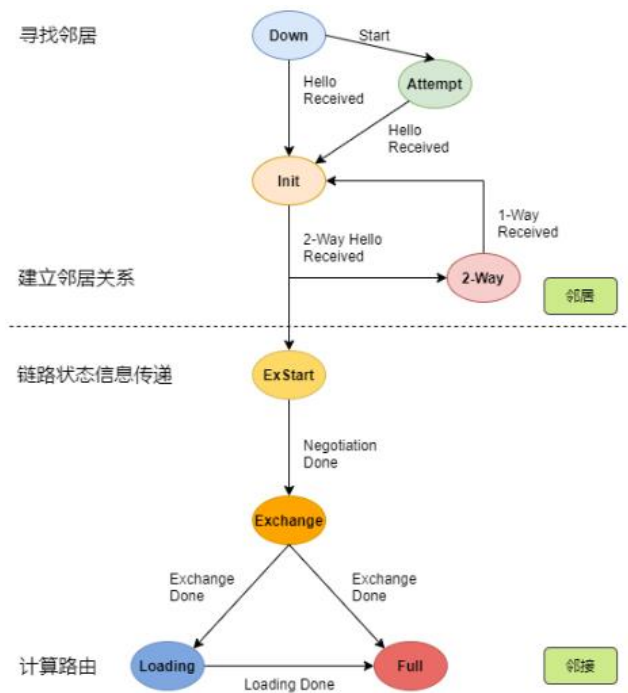 寻找邻居
Down
Start
Attempt
Hello
Received
Hello
Received
Init
1-Way
Received
2-Way Hello
Received
建立邻居关系
2-Way
邻居
链路状态信息传递
ExStart
Negotiation
Done
Exchange
Exchange
Done
Exchange
Done
计算路由
Loading
Loading Done
Full
邻接